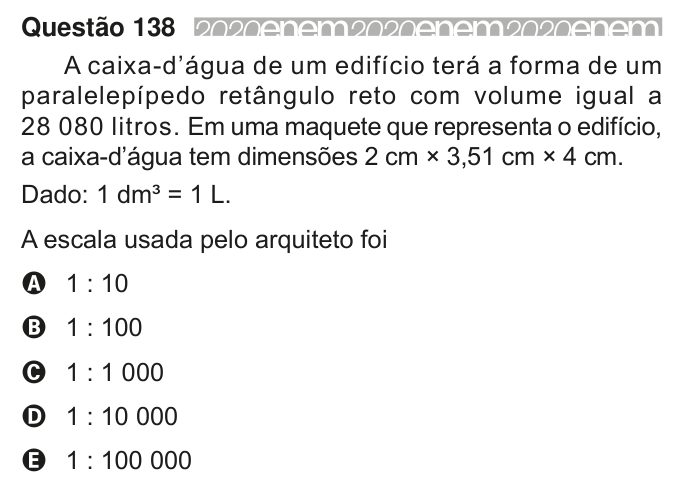 Questão 138 2020enem2020enem2020enem
A caixa-d’água de um edifício terá a forma de um
paralelepípedo retângulo reto com volume igual a
28 080 litros. Em uma maquete que representa o edifício,
a caixa-d’água tem dimensões 2 cm × 3,51 cm × 4 cm.
Dado: 1 dm³ = 1 L.
A escala usada pelo arquiteto foi
A 1 : 10
B 1 : 100
C 1 : 1 000
D 1 : 10 000
E 1 : 100 000